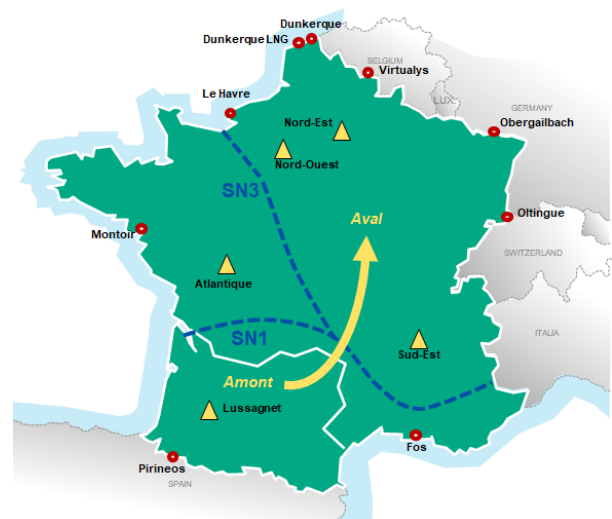 Dunkerque
Dunkerque LNG
BELGIUM
Virtualys
LUX
Le Havre
GERMANY
Nord-Est
Obergailbach
Nord-Ouest
SN3
Aval
Oltingue
Montoir
SWITZERLAND
Atlantique
SN1
ITALIA
Sud-Est
Amont
Lussagnet
Fos
Pirineos
SPAIN